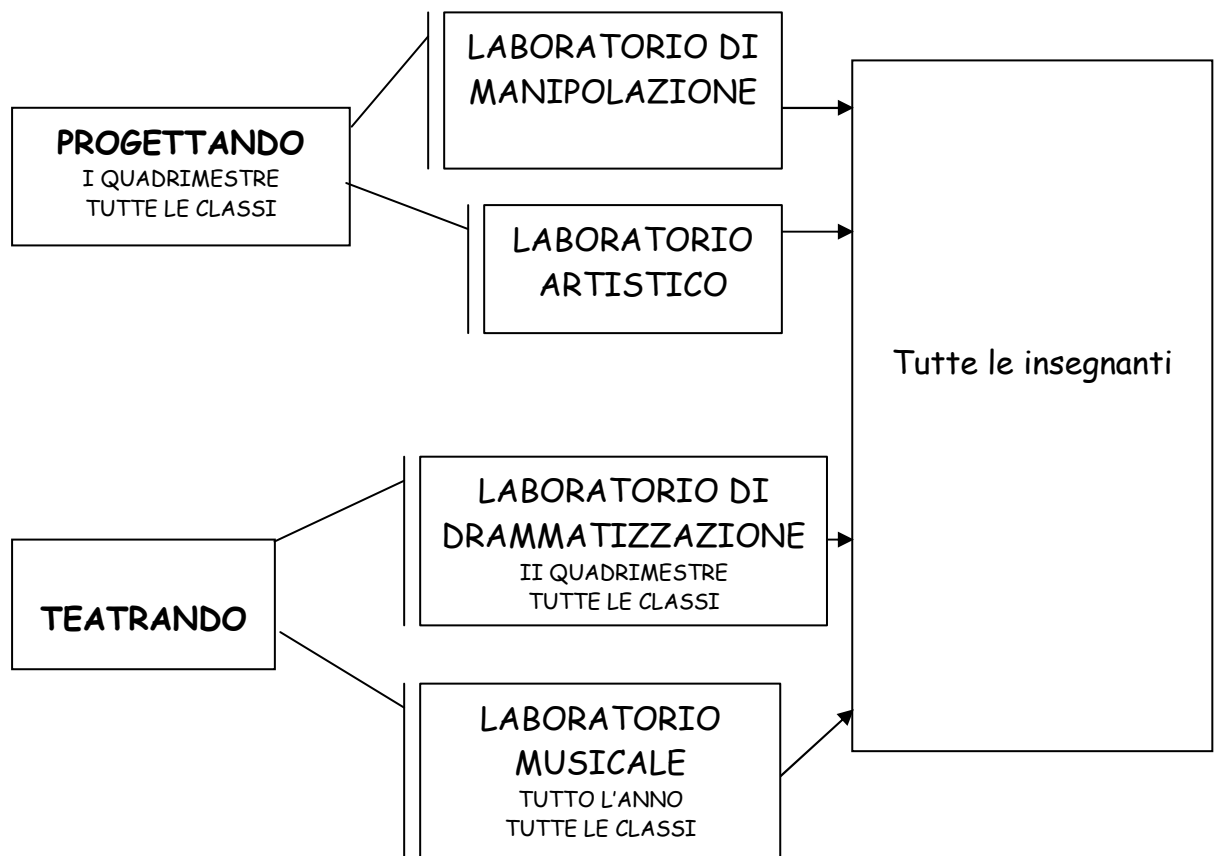 LABORATORIO DI
MANIPOLAZIONE
PROGETTANDO
I QUADRIMESTRE
TUTTE LE CLASSI
LABORATORIO
ARTISTICO
Tutte le insegnanti
LABORATORIO DI
DRAMMATIZZAZIONE
II QUADRIMESTRE
TUTTE LE CLASSI
TEATRANDO
LABORATORIO
MUSICALE
TUTTO L'ANNO
TUTTE LE CLASSI